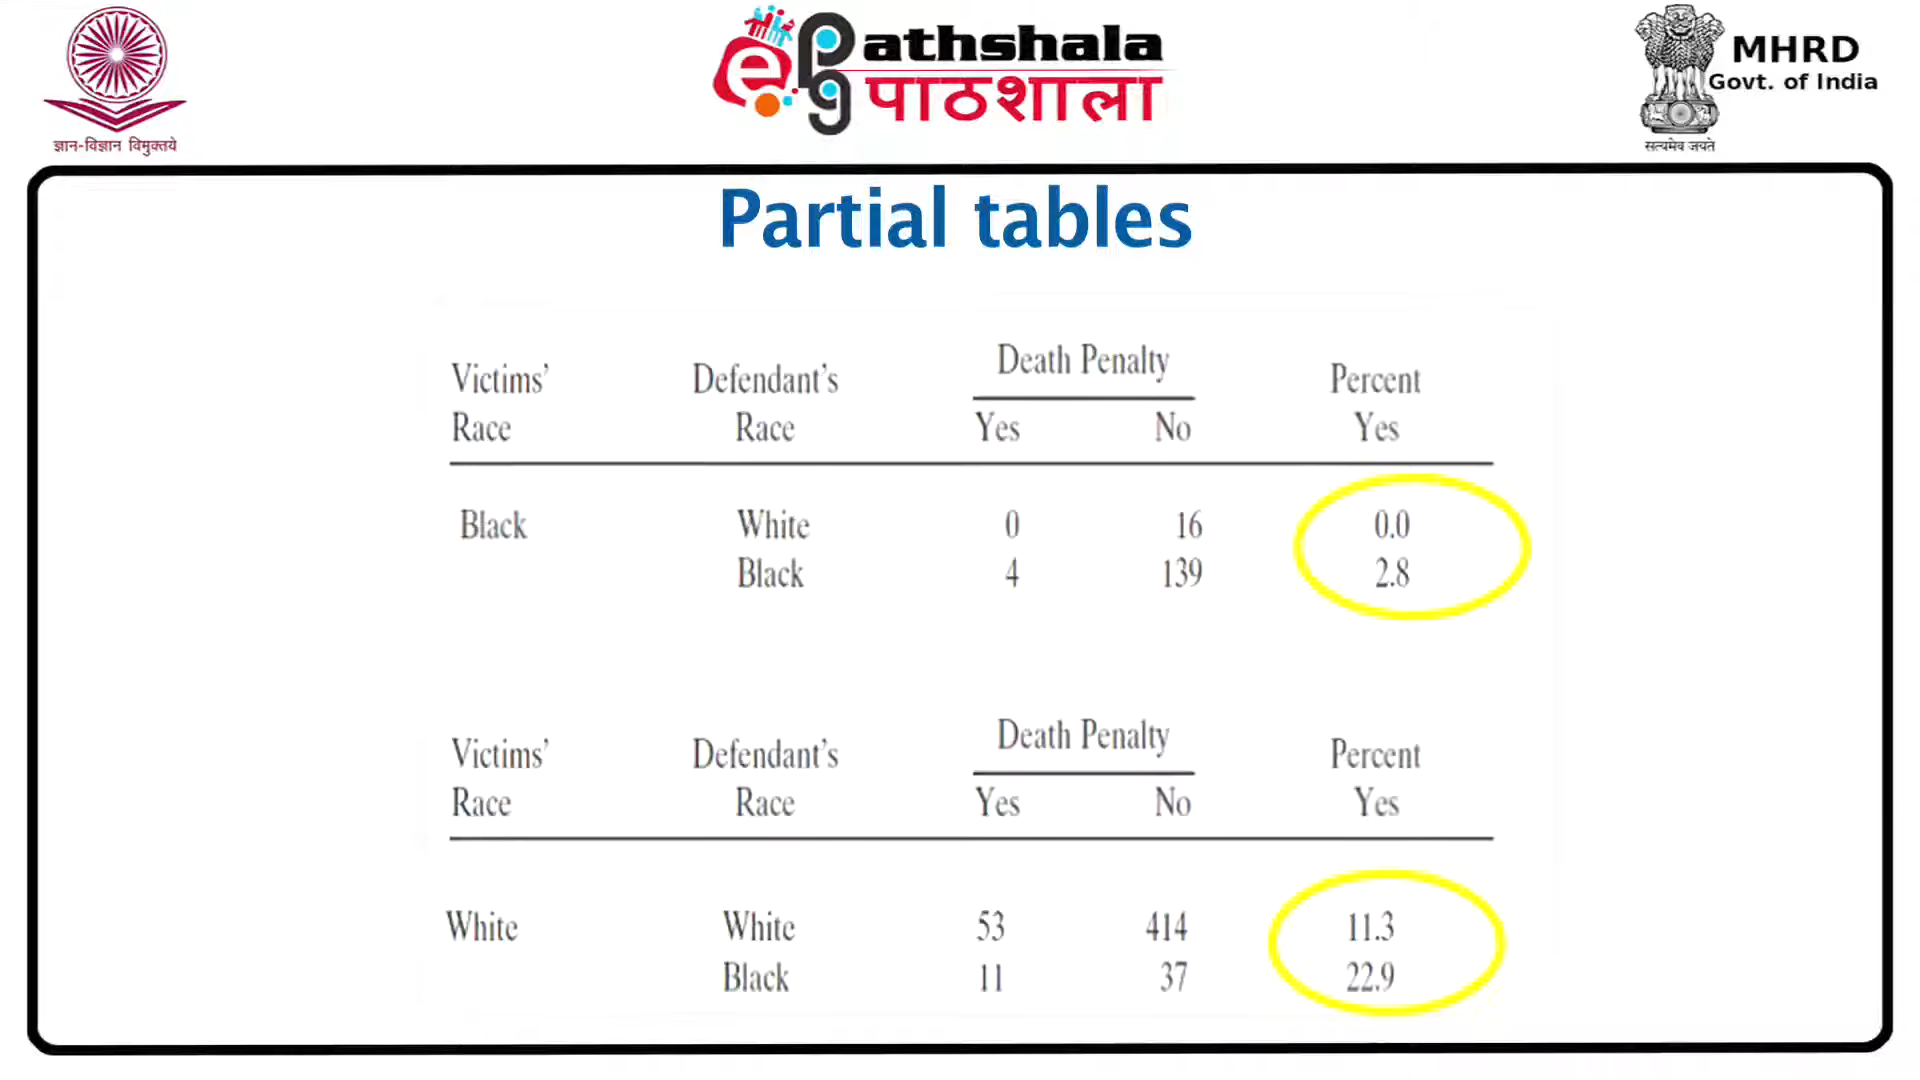 ज्ञान-विज्ञान विमुक्तये
e pg Pathshala
पाठशाला
MHRD
Govt. of India
सत्यमेव जयते
Partial tables
Victims’ Defendant’s Death Penalty Percent
Race Race Yes No Yes
Black White 0 16 0.0
Black 4 139 2.8
Victims’ Defendant’s Death Penalty Percent
Race Race Yes No Yes
White White 53 414 11.3
Black 11 37 22.9